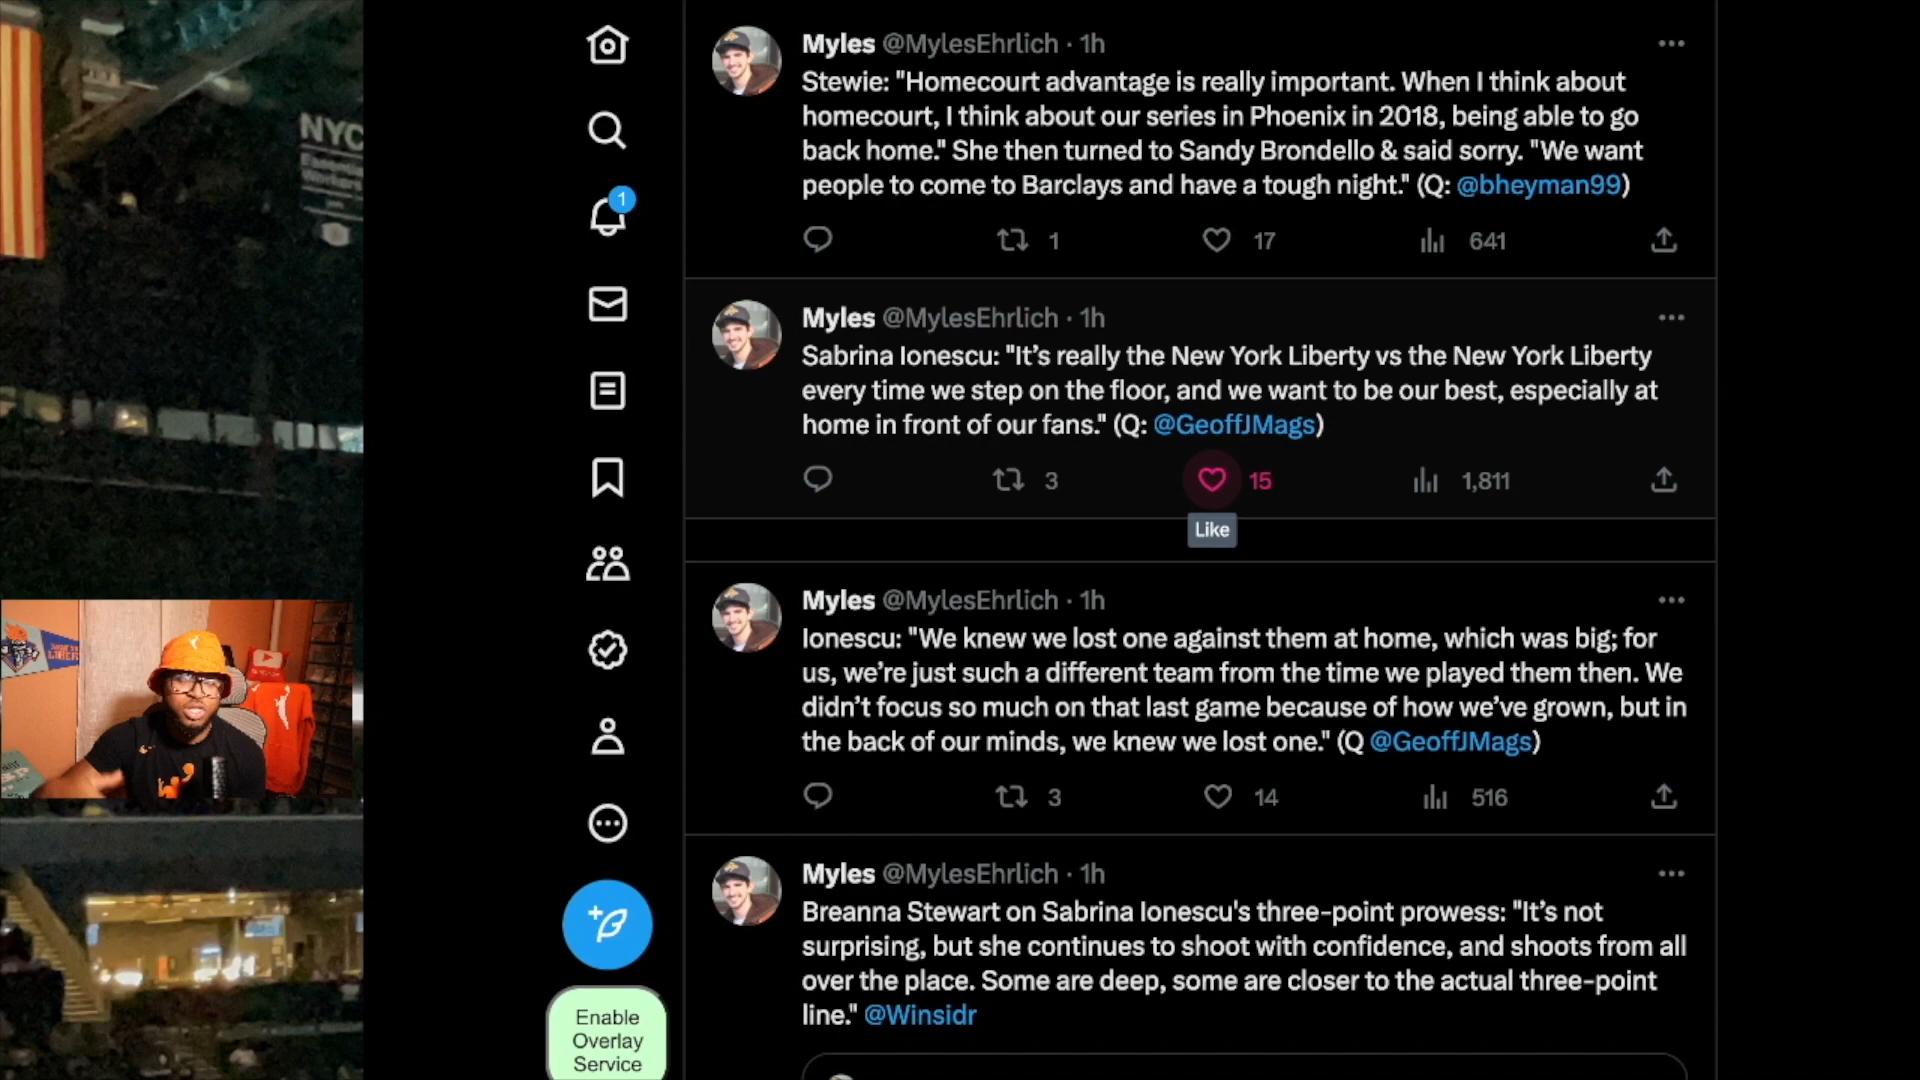 NYC
1
Myles @MylesEhrlich · 1h
Stewie: "Homecourt advantage is really important. When I think about
homecourt, I think about our series in Phoenix in 2018, being able to go
back home." She then turned to Sandy Brondello & said sorry. "We want
people to come to Barclays and have a tough night." (Q: @bheyman99)
1 17 641
Myles @MylesEhrlich · 1h
Sabrina Ionescu: "It’s really the New York Liberty vs the New York Liberty
every time we step on the floor, and we want to be our best, especially at
home in front of our fans." (Q: @GeoffJMags)
3 15 1,811
Like
Myles @MylesEhrlich · 1h
Ionescu: "We knew we lost one against them at home, which was big; for
us, we’re just such a different team from the time we played them then. We
didn’t focus so much on that last game because of how we’ve grown, but in
the back of our minds, we knew we lost one." (Q @GeoffJMags)
3 14 516
Myles @MylesEhrlich · 1h
Breanna Stewart on Sabrina Ionescu's three-point prowess: "It’s not
surprising, but she continues to shoot with confidence, and shoots from all
over the place. Some are deep, some are closer to the actual three-point
line." @Winsidr
Enable
Overlay
Service